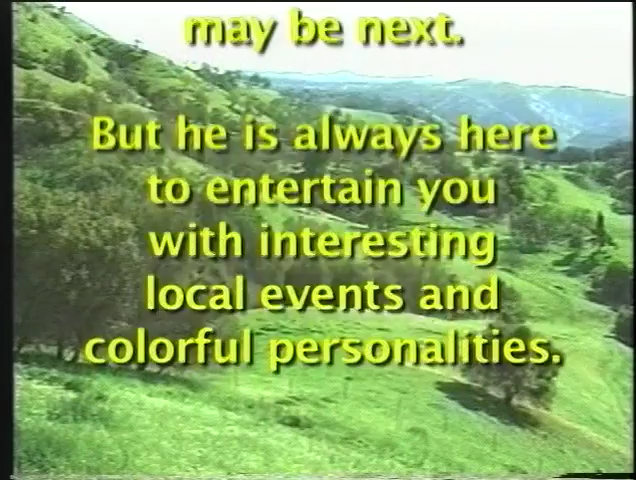 may be next.
But he is always here
to entertain you
with interesting
local events and
colorful personalities.